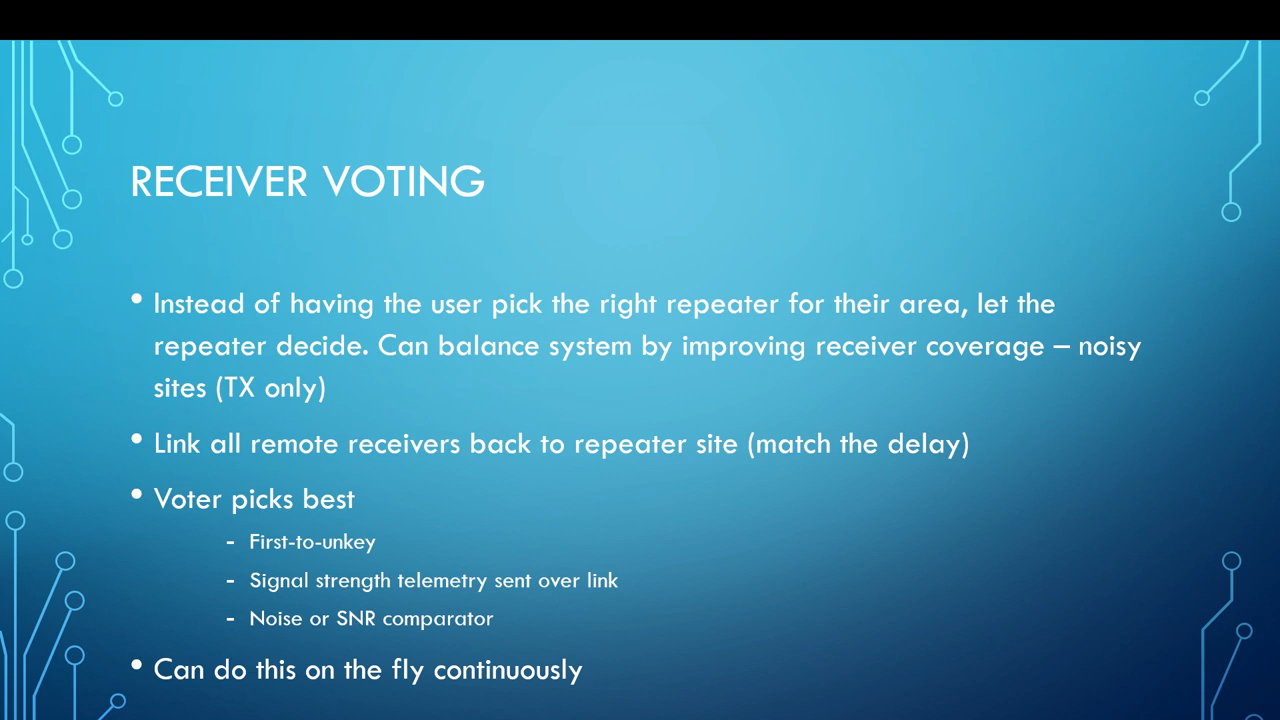 RECEIVER VOTING
• Instead of having the user pick the right repeater for their area, let the
repeater decide. Can balance system by improving receiver coverage – noisy
sites (TX only)
• Link all remote receivers back to repeater site (match the delay)
• Voter picks best
- First-to-unkey
- Signal strength telemetry sent over link
- Noise or SNR comparator
• Can do this on the fly continuously